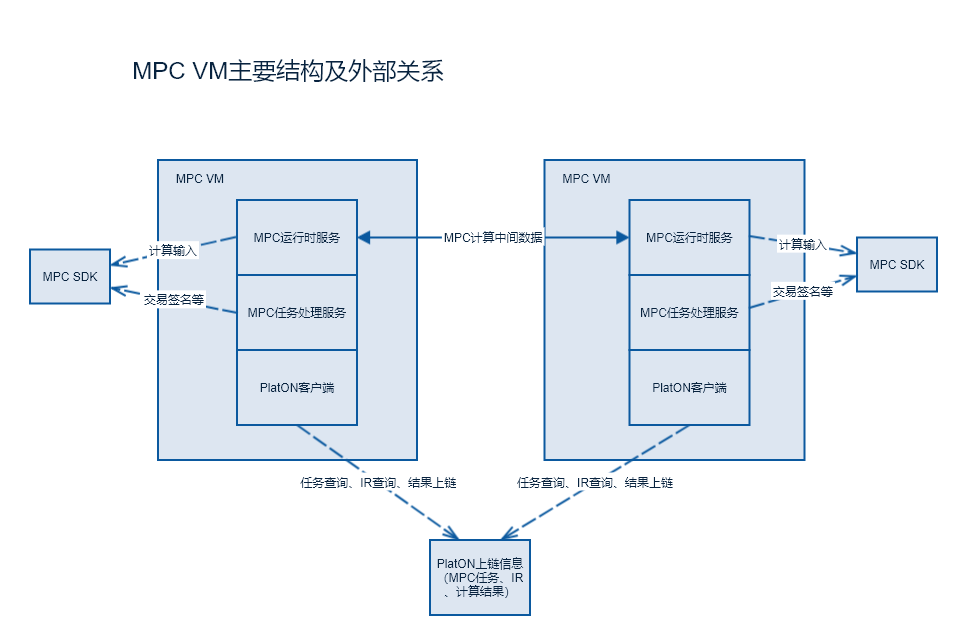 MPC VM主要结构及外部关系
MPC VM
MPC VM
MPC运行时服务
MPC计算中间数据
MPC运行时服务
计算输入
计算输入
MPC SDK
MPC SDK
交易签名等
交易签名等
MPC任务处理服务
MPC任务处理服务
PlatON客户端
PlatON客户端
任务查询、IR查询、结果上链
任务查询、IR查询、结果上链
PlatON上链信息
（MPC任务、IR
、计算结果）